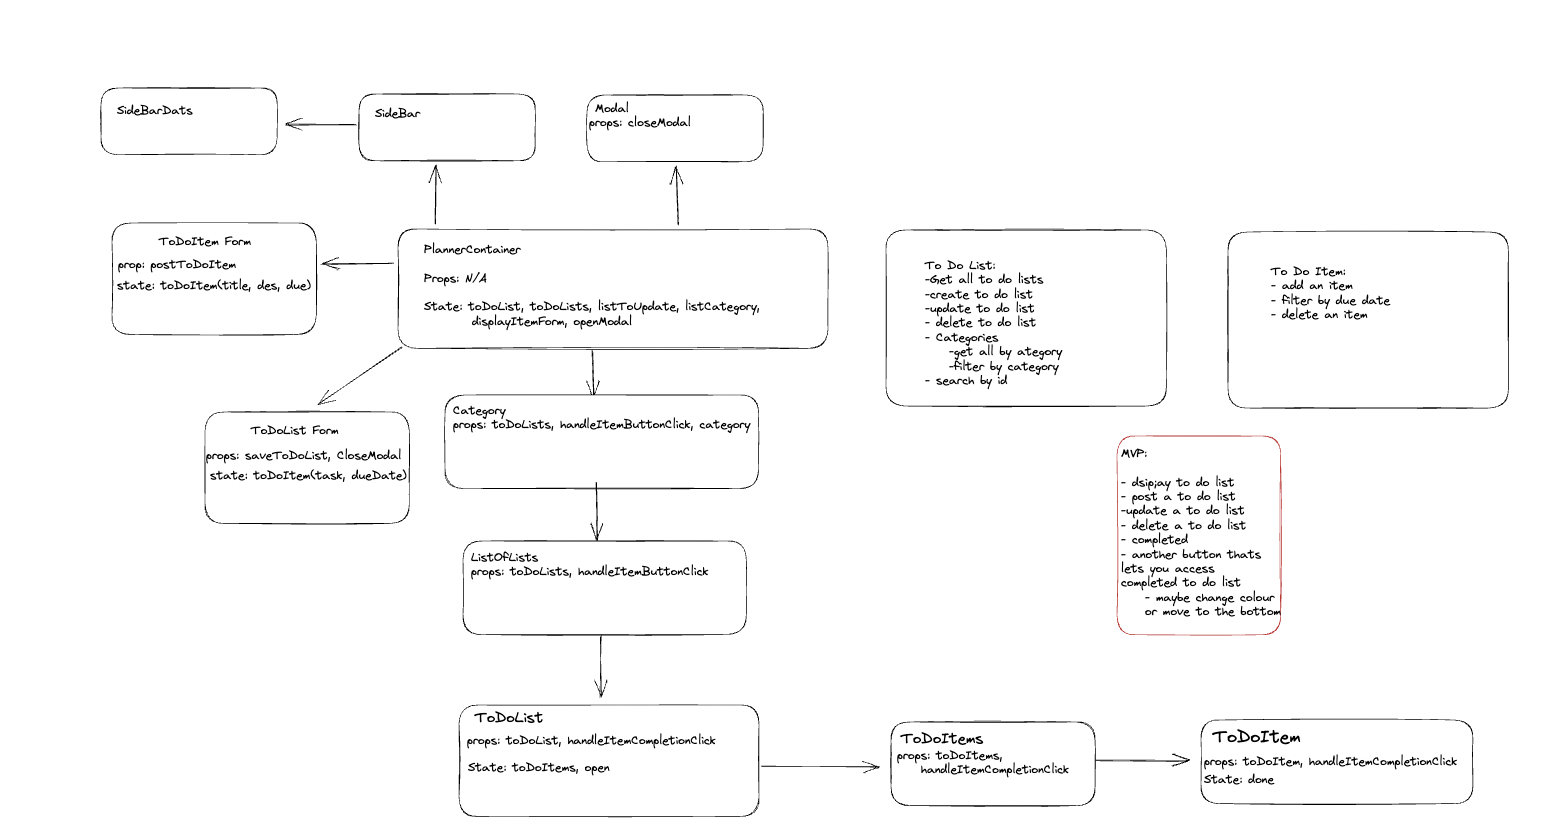 SideBarDats
SideBar
Modal
props: closeModal
ToDoItem Form
prop: postToDoItem
state: toDoItem(title, des, due)
PlannerContainer
Props: N/A
State: toDoList, toDoLists, listToUpdate, listCategory,
displayItemForm, openModal
To Do List:
-Get all to do lists
-create to do list
-update to do list
- delete to do list
- Categories
-get all by ategory
-filter by category
- search by id
To Do Item:
- add an item
- filter by due date
- delete an item
ToDoList Form
props: saveToDoList, CloseModal
state: toDoItem(task, dueDate)
Category
props: toDoLists, handleItemButtonClick, category
MVP:
- dsip;ay to do list
- post a to do list
-update a to do list
- delete a to do list
- completed
- another button thats
lets you access
completed to do list
- maybe change colour
or move to the bottom
ListOfLists
props: toDoLists, handleItemButtonClick
ToDoList
props: toDoList, handleItemCompletionClick
State: toDoItems, open
ToDoItems
props: toDoItems,
handleItemCompletionClick
ToDoItem
props: toDoItem, handleItemCompletionClick
State: done